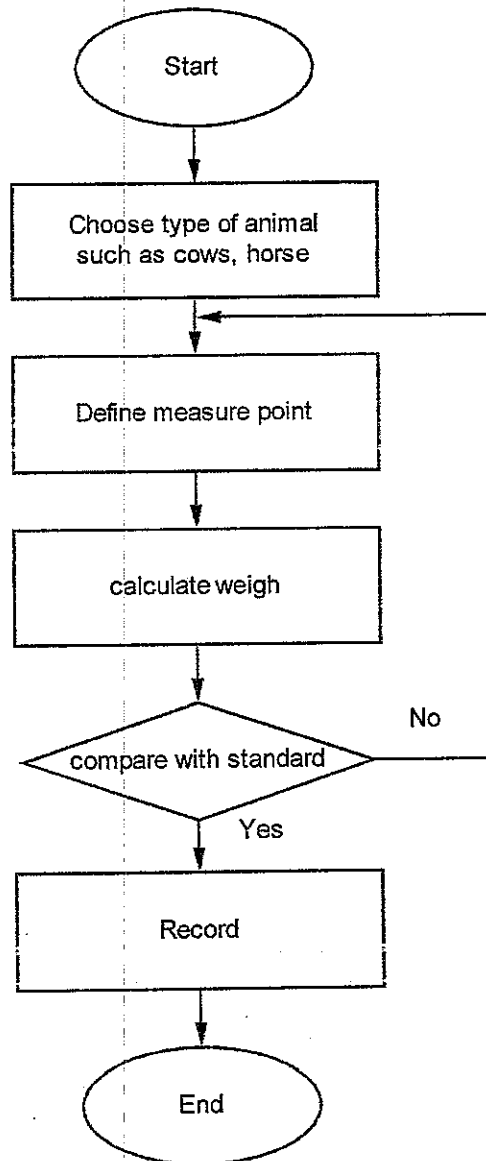 Start
Choose type of animal
such as cows, horse
Define measure point
calculate weigh
compare with standard
No
Yes
Record
End